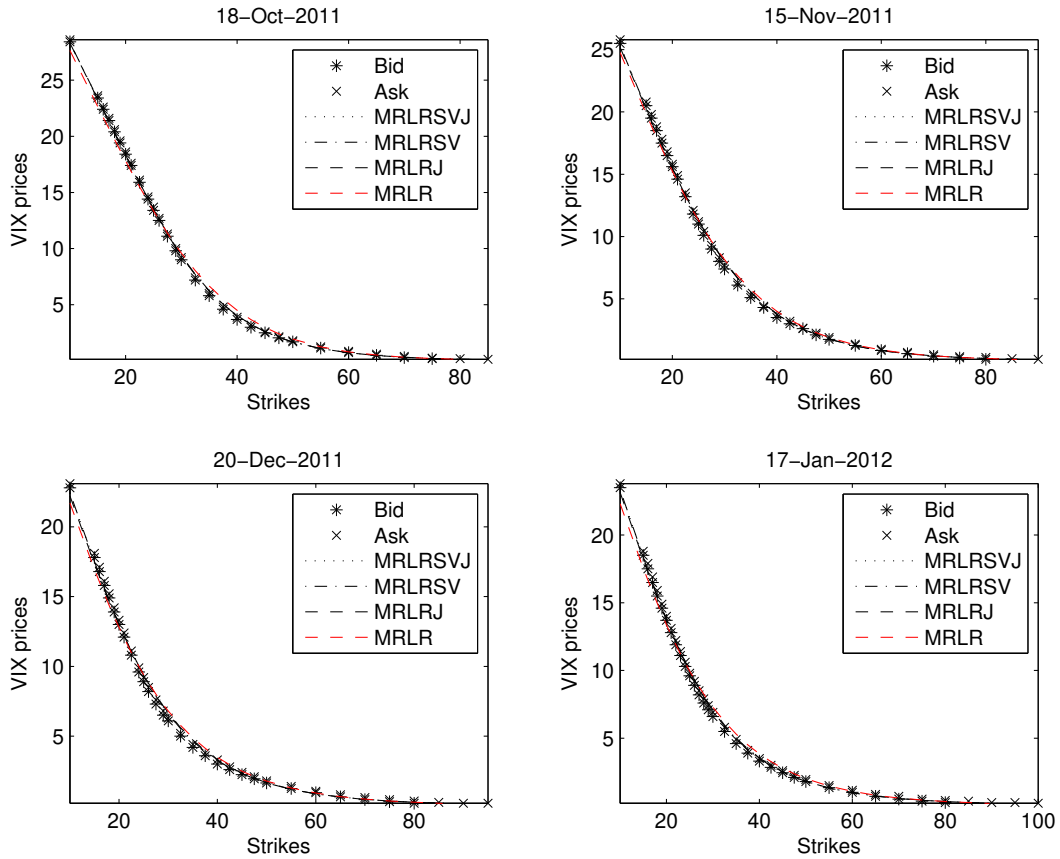 18-Oct-2011
25
20
15
10
5
VIX prices
20 40 60 80
Strikes
Bid
Ask
MRLRSVJ
MRLRSV
MRLRJ
MRLR
15-Nov-2011
25
20
15
10
5
VIX prices
20 40 60 80
Strikes
Bid
Ask
MRLRSVJ
MRLRSV
MRLRJ
MRLR
20-Dec-2011
20
15
10
5
VIX prices
20 40 60 80
Strikes
Bid
Ask
MRLRSVJ
MRLRSV
MRLRJ
MRLR
17-Jan-2012
20
15
10
5
VIX prices
20 40 60 80 100
Strikes
Bid
Ask
MRLRSVJ
MRLRSV
MRLRJ
MRLR